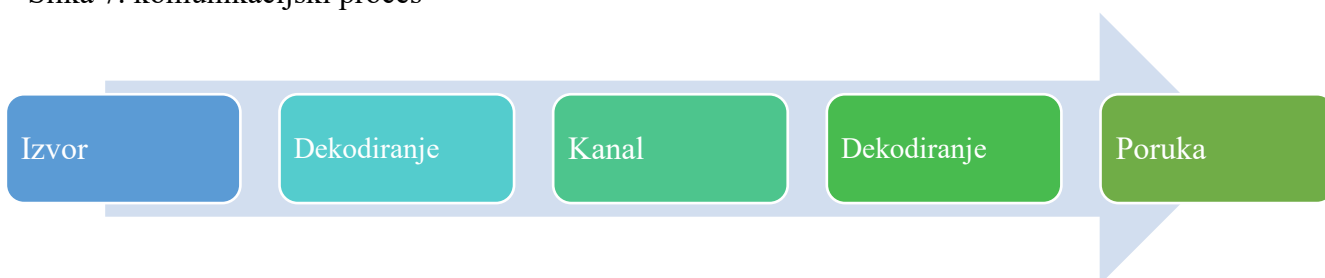 Slika 7. komunikacijski proces
Izvor
Dekodiranje
Kanal
Dekodiranje
Poruka